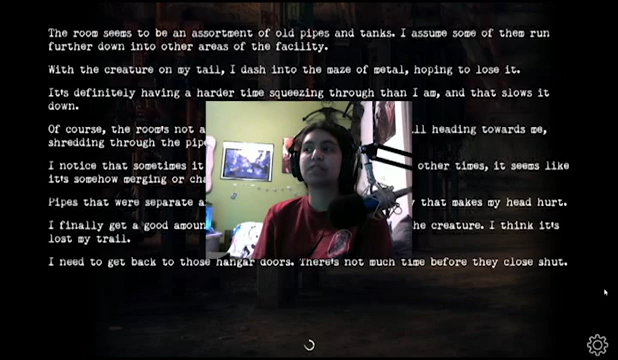 The room seems to be an assortment of old pipes and tanks. I assume some of them run
further down into other areas of the facility.
With the creature on my tail, I dash into the maze of metal, hoping to lose it.
It's definitely having a harder time squeezing through than I am, and that slows it
down.
Of course, the room's not a ll heading towards me,
shredding through the pipe
I notice that sometimes it other times, it seems like
it's somehow merging or cha
Pipes that were separate a that makes my head hurt.
I finally get a good amoun he creature. I think it's
lost my trail.
I need to get back to those hangar doors. There's not much time before they close shut.